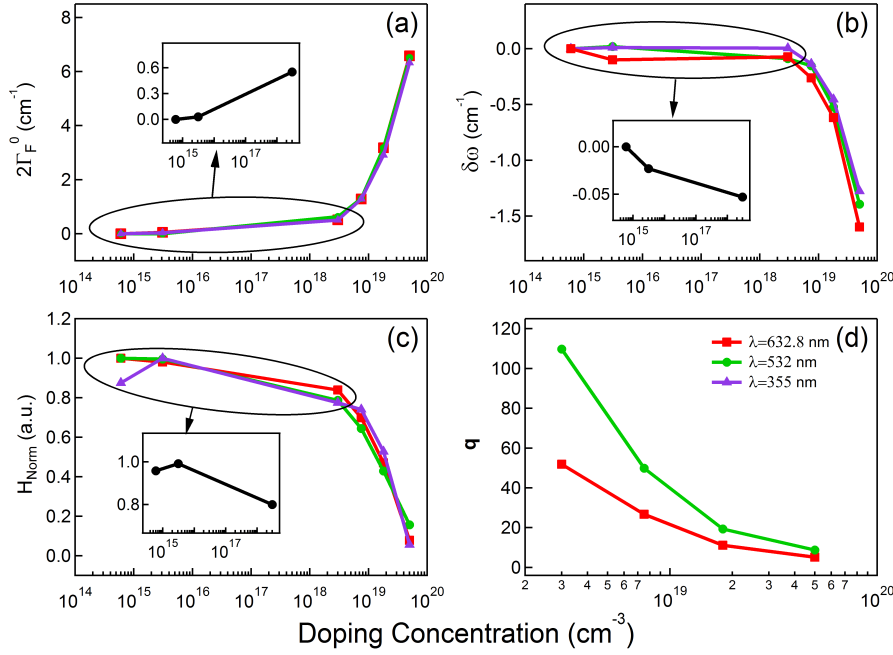 (a)
8
6
4
2
0
2Γ_F^0 (cm^-1)
0.6
0.3
0.0
10^15 10^17
10^14 10^15 10^16 10^17 10^18 10^19 10^20
(b)
0.0
-0.5
-1.0
-1.5
δω (cm^-1)
0.00
-0.05
10^15 10^17
10^14 10^15 10^16 10^17 10^18 10^19 10^20
(c)
1.2
1.0
0.8
0.6
0.4
0.2
0.0
H_Norm (a.u.)
1.0
0.8
10^15 10^17
10^14 10^15 10^16 10^17 10^18 10^19 10^20
(d)
λ=632.8 nm
λ=532 nm
λ=355 nm
120
100
80
60
40
20
0
q
2 3 4 5 6 7 10^19 2 3 4 5 6 7 10^20
Doping Concentration (cm^-3)